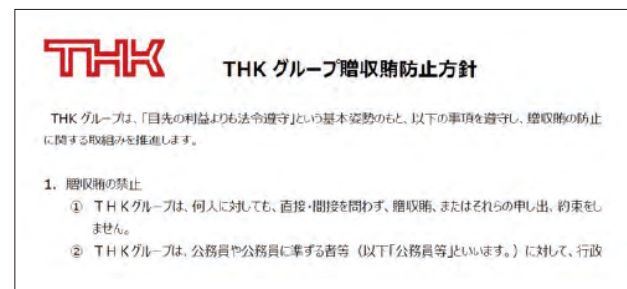 THK
THK グループ贈収賄防止方針
THK グループは、「目先の利益よりも法令遵守」という基本姿勢のもと、以下の事項を遵守し、贈収賄の防止
に関する取組みを推進します。
1. 贈収賄の禁止
① THKグループは、何人に対しても、直接・間接を問わず、贈収賄、またはそれらの申し出、約束をし
ません。
② THKグループは、公務員や公務員に準ずる者等（以下「公務員等」といいます。）に対して、行政